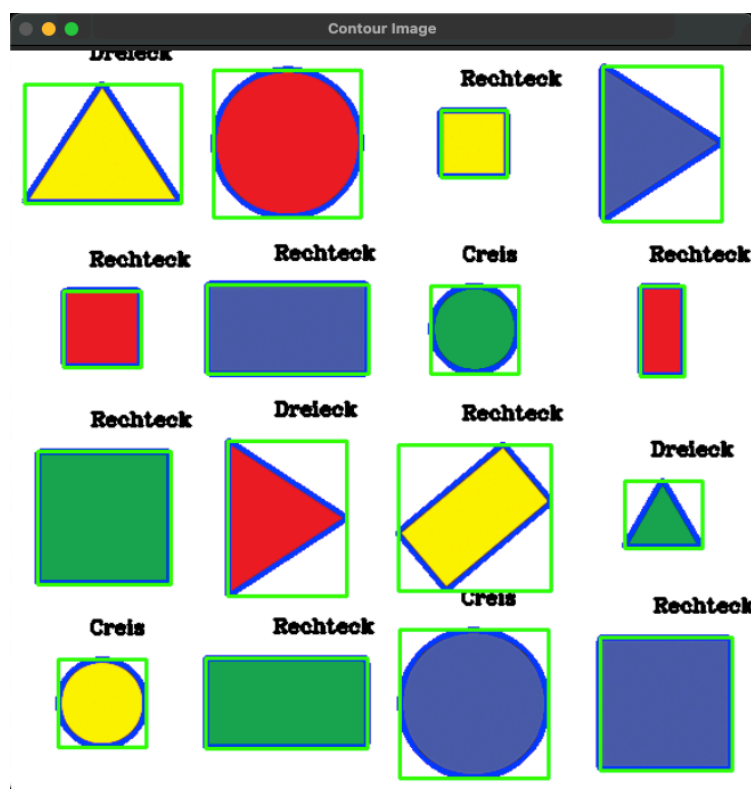 Contour Image
Dreieck
Rechteck
Rechteck
Rechteck
Creis
Rechteck
Rechteck
Dreieck
Rechteck
Dreieck
Creis
Rechteck
Creis
Rechteck